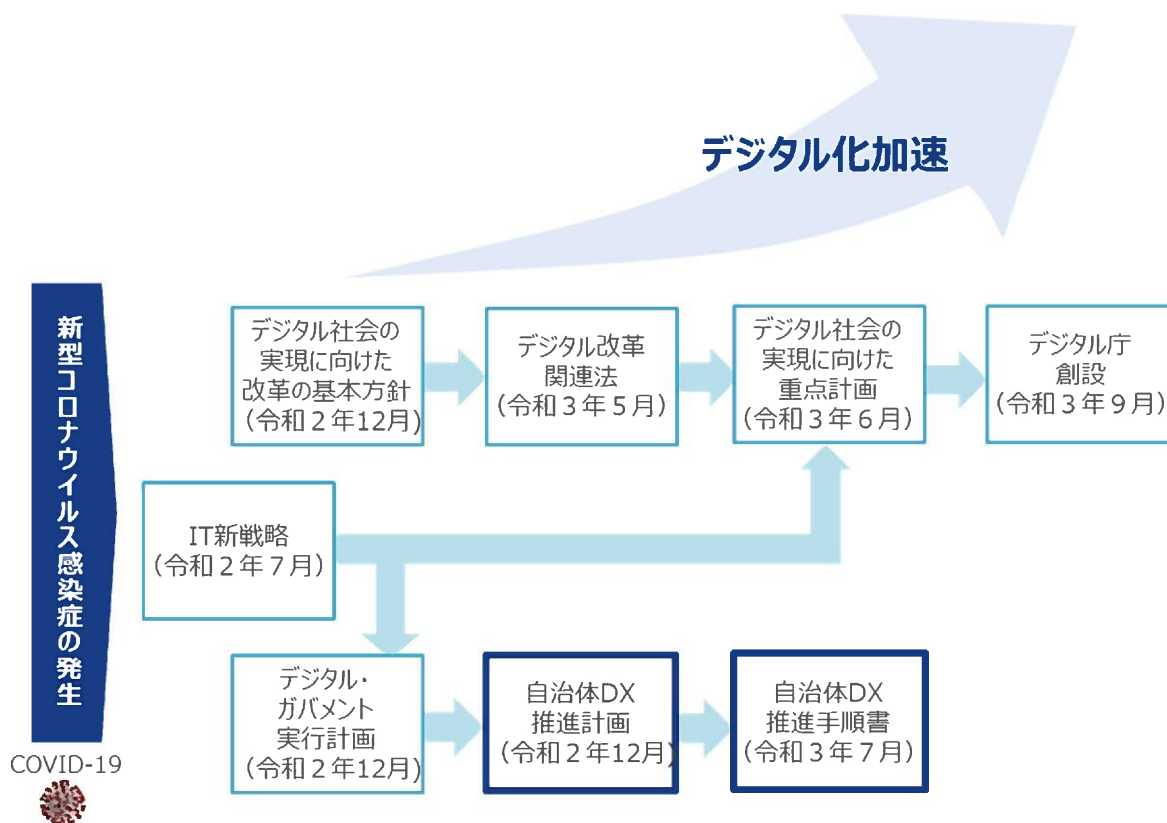 デジタル化加速
新型コロナウイルス感染症の発生
COVID-19
デジタル社会の
実現に向けた
改革の基本方針
(令和２年12月)
デジタル改革
関連法
(令和３年５月)
デジタル社会の
実現に向けた
重点計画
(令和３年６月)
デジタル庁
創設
(令和３年９月)
IT新戦略
(令和２年７月)
デジタル・
ガバメント
実行計画
(令和２年12月)
自治体DX
推進計画
(令和２年12月)
自治体DX
推進手順書
(令和３年７月)